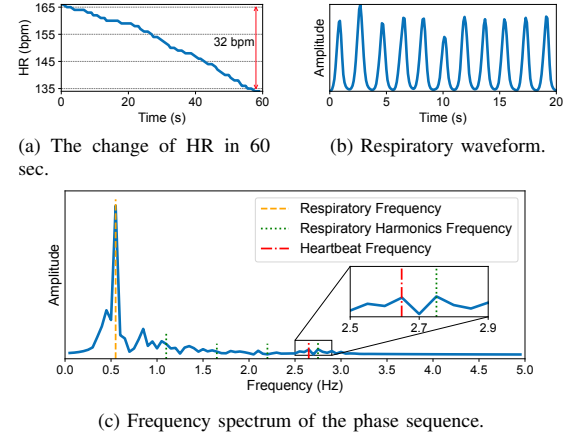 165
155
145
135
HR (bpm)
32 bpm
0 20 40 60
Time (s)
Amplitude
0 5 10 15 20
Time (s)
(a) The change of HR in 60
sec.
(b) Respiratory waveform.
Amplitude
Respiratory Frequency
Respiratory Harmonics Frequency
Heartbeat Frequency
2.5 2.7 2.9
0.0 0.5 1.0 1.5 2.0 2.5 3.0 3.5 4.0 4.5 5.0
Frequency (Hz)
(c) Frequency spectrum of the phase sequence.